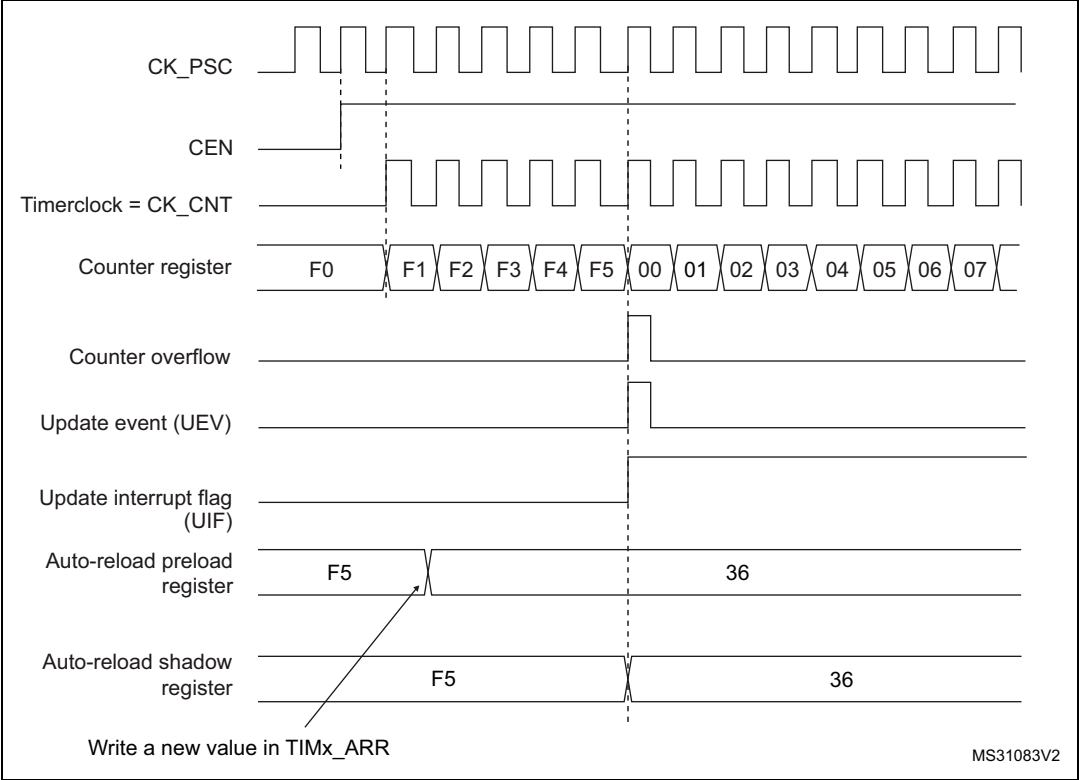 CK_PSC
CEN
Timerclock = CK_CNT
Counter register F0 F1 F2 F3 F4 F5 00 01 02 03 04 05 06 07
Counter overflow
Update event (UEV)
Update interrupt flag
(UIF)
Auto-reload preload
register
F5 36
Auto-reload shadow
register
F5 36
Write a new value in TIMx_ARR
MS31083V2